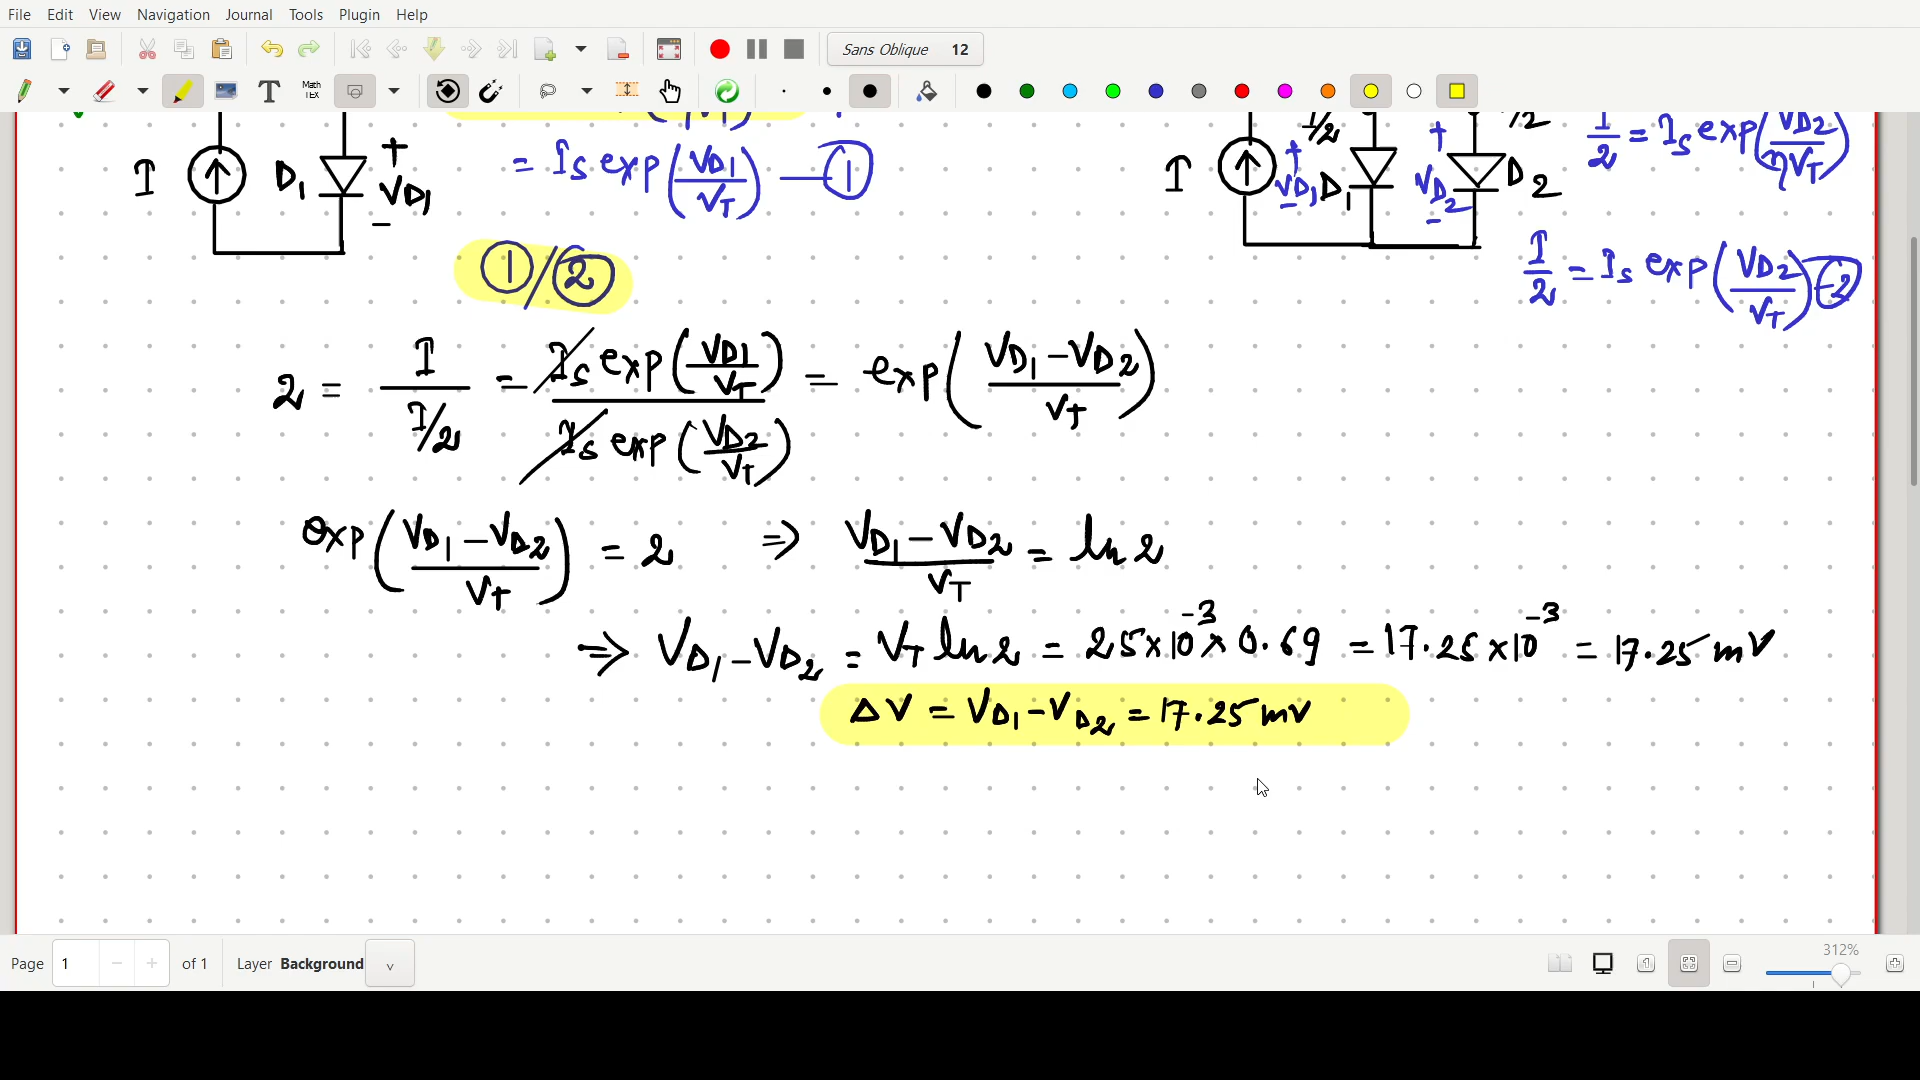 File Edit View Navigation Journal Tools Plugin Help
Sans Oblique 12
Math TEX
I D1 + VD1 −
= Is exp(VD1/VT) — ①
I + VD1 − D1 I/2 + VD2 − D2
I/2 = Is exp(VD2/ηVT)
I/2 = Is exp(VD2/VT) − ②
①/②
2 = I/(I/2) = Is exp(VD1/VT) / Is exp(VD2/VT) = exp((VD1−VD2)/VT)
exp((VD1−VD2)/VT) = 2 ⇒ (VD1−VD2)/VT = ln 2
⇒ VD1−VD2 = VT ln 2 = 25×10⁻³×0.69 = 17.25×10⁻³ = 17.25 mV
ΔV = VD1−VD2 = 17.25 mV
Page 1 of 1 Layer Background 312%